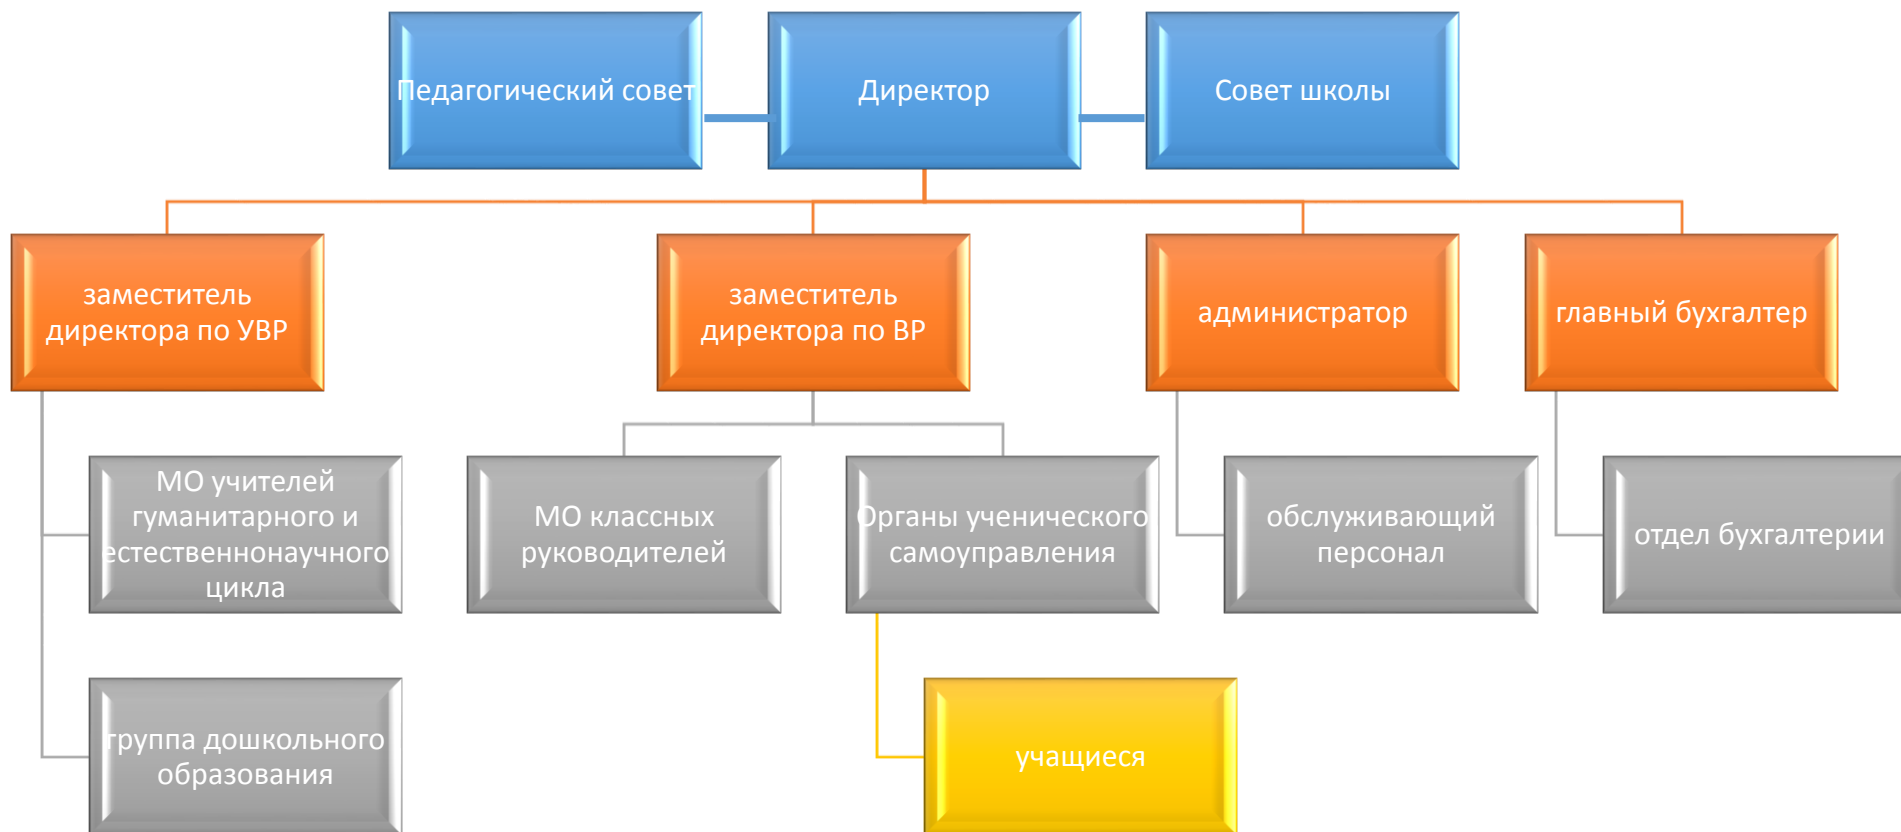 Педагогический совет
Директор
Совет школы
заместитель
директора по УВР
заместитель
директора по ВР
администратор
главный бухгалтер
МО учителей
гуманитарного и
естественнонаучного
цикла
МО классных
руководителей
Органы ученического
самоуправления
обслуживающий
персонал
отдел бухгалтерии
группа дошкольного
образования
учащиеся